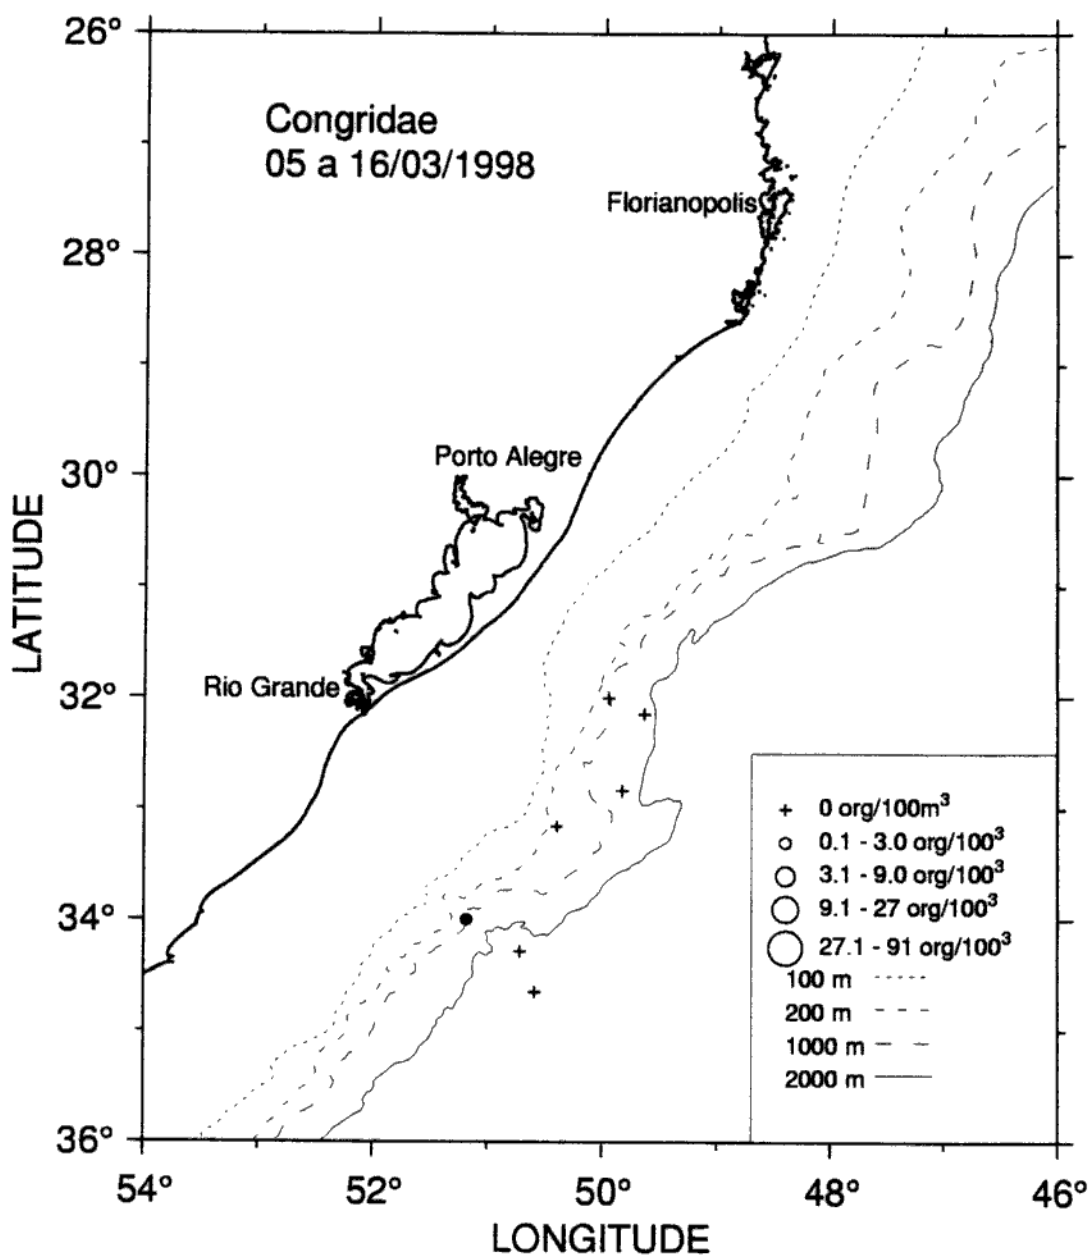 26°
Congridae
05 a 16/03/1998
Florianopolis
28°
Porto Alegre
30°
LATITUDE
Rio Grande
32°
+ 0 org/100m³
0.1 - 3.0 org/100³
3.1 - 9.0 org/100³
34°
9.1 - 27 org/100³
27.1 - 91 org/100³
100 m
200 m
1000 m
2000 m
36°
54° 52° 50° 48° 46°
LONGITUDE